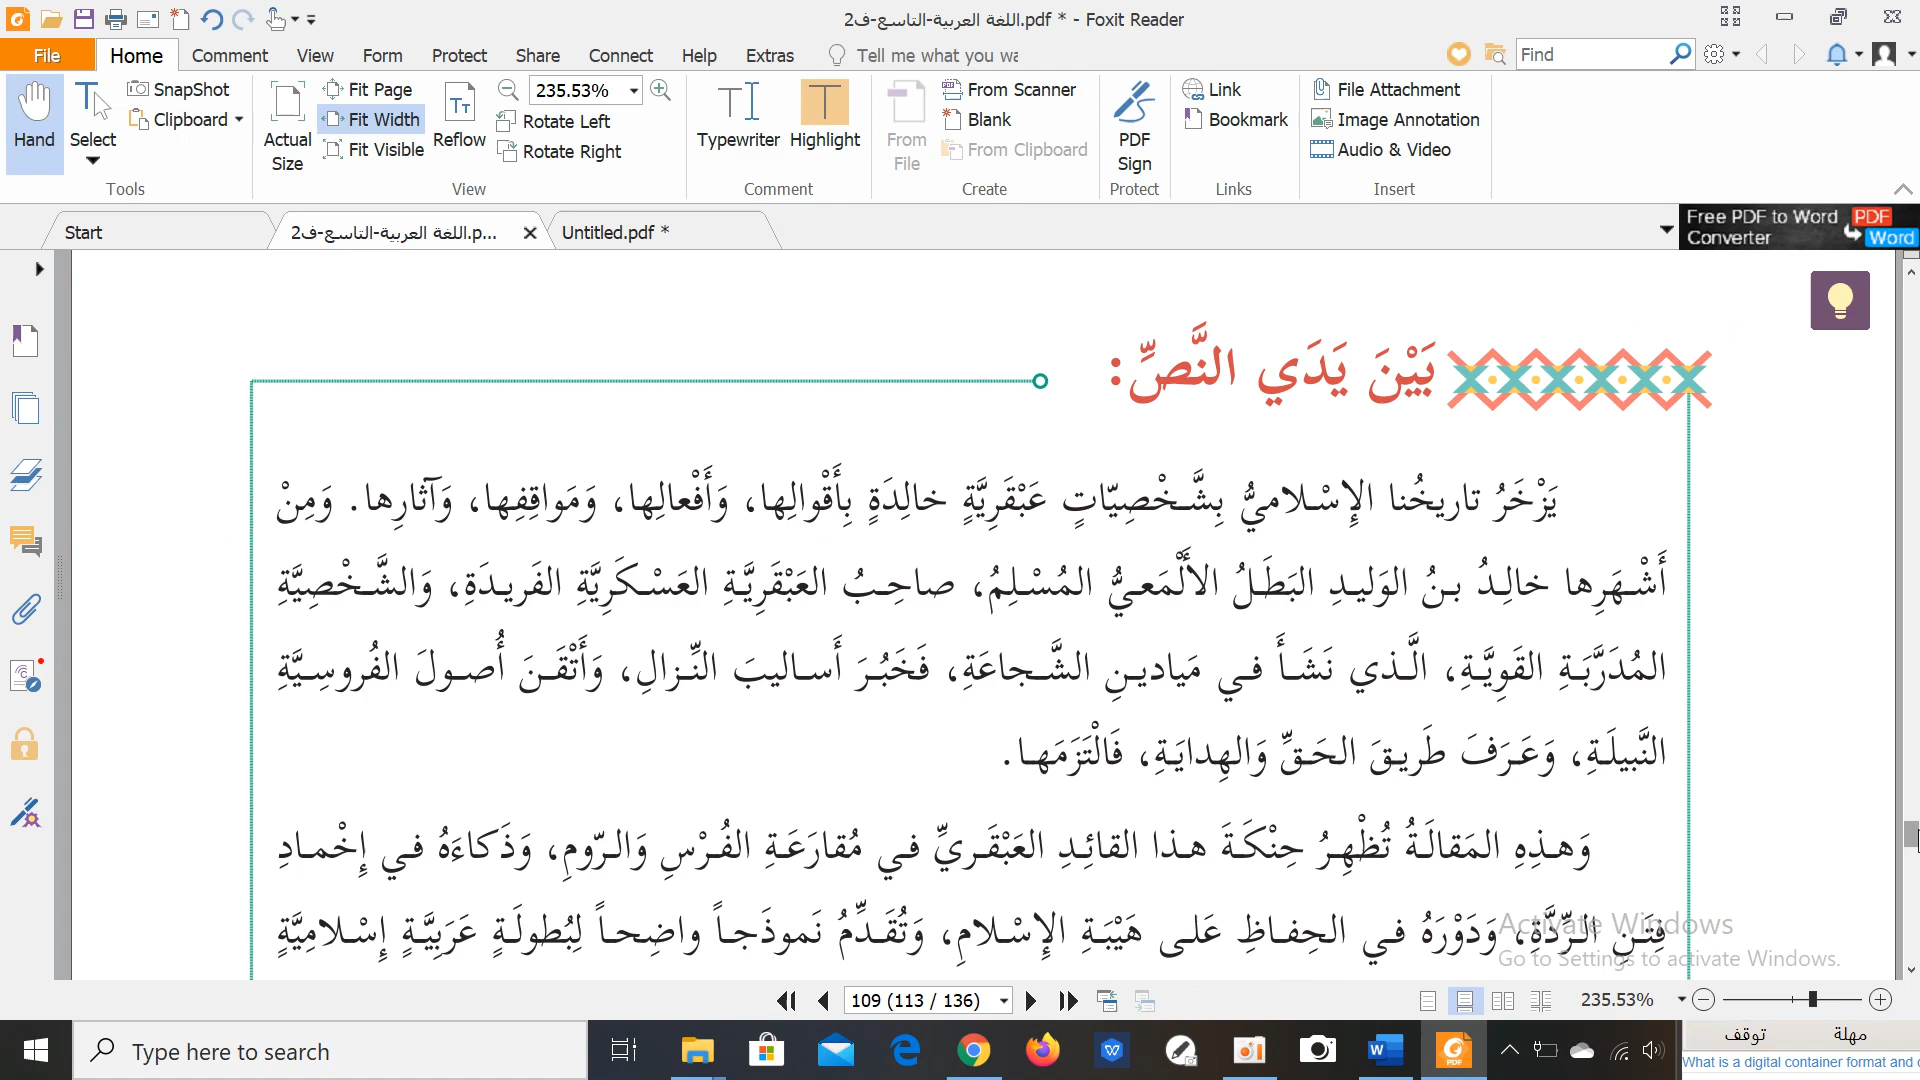 اللغة العربية-التاسع-ف2.pdf * - Foxit Reader
File Home Comment View Form Protect Share Connect Help Extras Tell me what you wa Find
Hand Select SnapShot Clipboard Tools
Actual Size Fit Page Fit Width Fit Visible Reflow 235.53% Rotate Left Rotate Right View
Typewriter Highlight Comment
From File From Scanner Blank From Clipboard Create
PDF Sign Protect
Link Bookmark Links
File Attachment Image Annotation Audio & Video Insert
Start اللغة العربية-التاسع-ف2.p... Untitled.pdf *
Free PDF to Word Converter PDF Word
بَيْنَ يَدَي النَّصِّ:
يَزْخَرُ تاريخُنا الإِسْلاميُّ بِشَّخْصِيّاتٍ عَبْقَرِيَّةٍ خالِدَةٍ بِأَقْوالِها، وَأَفْعالِها، وَمَواقِفِها، وَآثارِها. وَمِنْ
أَشْهَرِها خالِدُ بنُ الوَليدِ البَطَلُ الأَلْمَعيُّ المُسْلِمُ، صاحِبُ العَبْقَرِيَّةِ العَسْكَرِيَّةِ الفَريدَةِ، وَالشَّخْصِيَّةِ
المُدَرَّبَةِ القَوِيَّةِ، الَّذي نَشَأَ في مَيادينِ الشَّجاعَةِ، فَخَبُرَ أَساليبَ النِّزالِ، وَأَتْقَنَ أُصولَ الفُروسِيَّةِ
النَّبيلَةِ، وَعَرَفَ طَريقَ الحَقِّ وَالهِدايَةِ، فَالْتَزَمَها.
وَهذِهِ المَقالَةُ تُظْهِرُ حِنْكَةَ هذا القائِدِ العَبْقَريِّ في مُقارَعَةِ الفُرْسِ وَالرّومِ، وَذَكاءَهُ في إِخْمادِ
فِتَنِ الرِّدَّةِ، وَدَوْرَهُ في الحِفاظِ عَلى هَيْبَةِ الإِسْلامِ، وَتُقَدِّمُ نَموذَجاً واضِحاً لِبُطولَةٍ عَرَبِيَّةٍ إِسْلامِيَّةٍ
Activate Windows
Go to Settings to activate Windows.
109 (113 / 136) 235.53%
Type here to search
توقف مهلة
What is a digital container format and